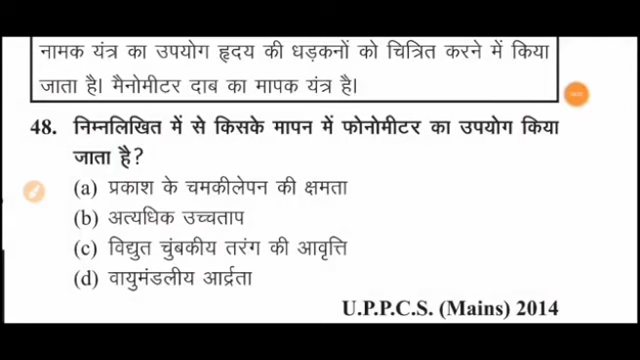 नामक यंत्र का उपयोग हृदय की धड़कनों को चित्रित करने में किया
जाता है। मैनोमीटर दाब का मापक यंत्र है।
48. निम्नलिखित में से किसके मापन में फोनोमीटर का उपयोग किया
जाता है?
(a) प्रकाश के चमकीलेपन की क्षमता
(b) अत्यधिक उच्चताप
(c) विद्युत चुंबकीय तरंग की आवृत्ति
(d) वायुमंडलीय आर्द्रता
U.P.P.C.S. (Mains) 2014